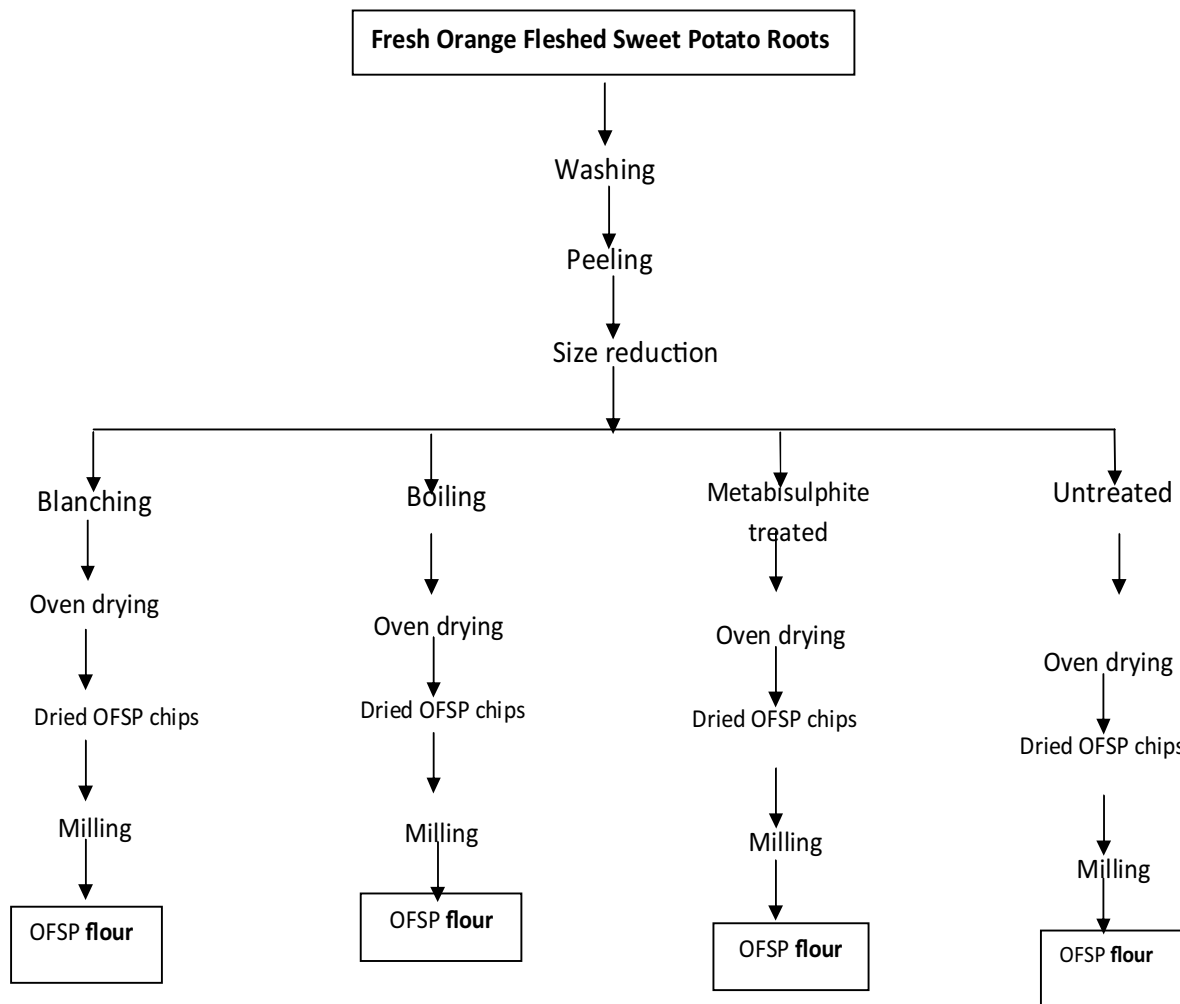 Fresh Orange Fleshed Sweet Potato Roots
Washing
Peeling
Size reduction
Blanching
Oven drying
Dried OFSP chips
Milling
OFSP flour
Boiling
Oven drying
Dried OFSP chips
Milling
OFSP flour
Metabisulphite
treated
Oven drying
Dried OFSP chips
Milling
OFSP flour
Untreated
Oven drying
Dried OFSP chips
Milling
OFSP flour